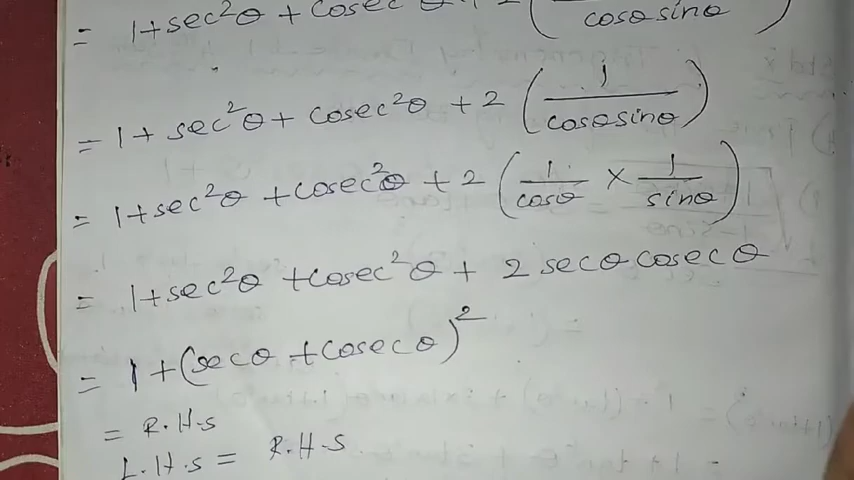 = 1+sec²θ + cosec²θ + 2 (1/cosθsinθ)
= 1+ sec²θ + cosec²θ + 2 (1/cosθsinθ)
= 1+sec²θ + cosec²θ + 2 (1/cosθ × 1/sinθ)
= 1+sec²θ + cosec²θ + 2 secθ cosecθ
= 1 + (secθ + cosecθ)²
= R.H.S
L.H.S = R.H.S